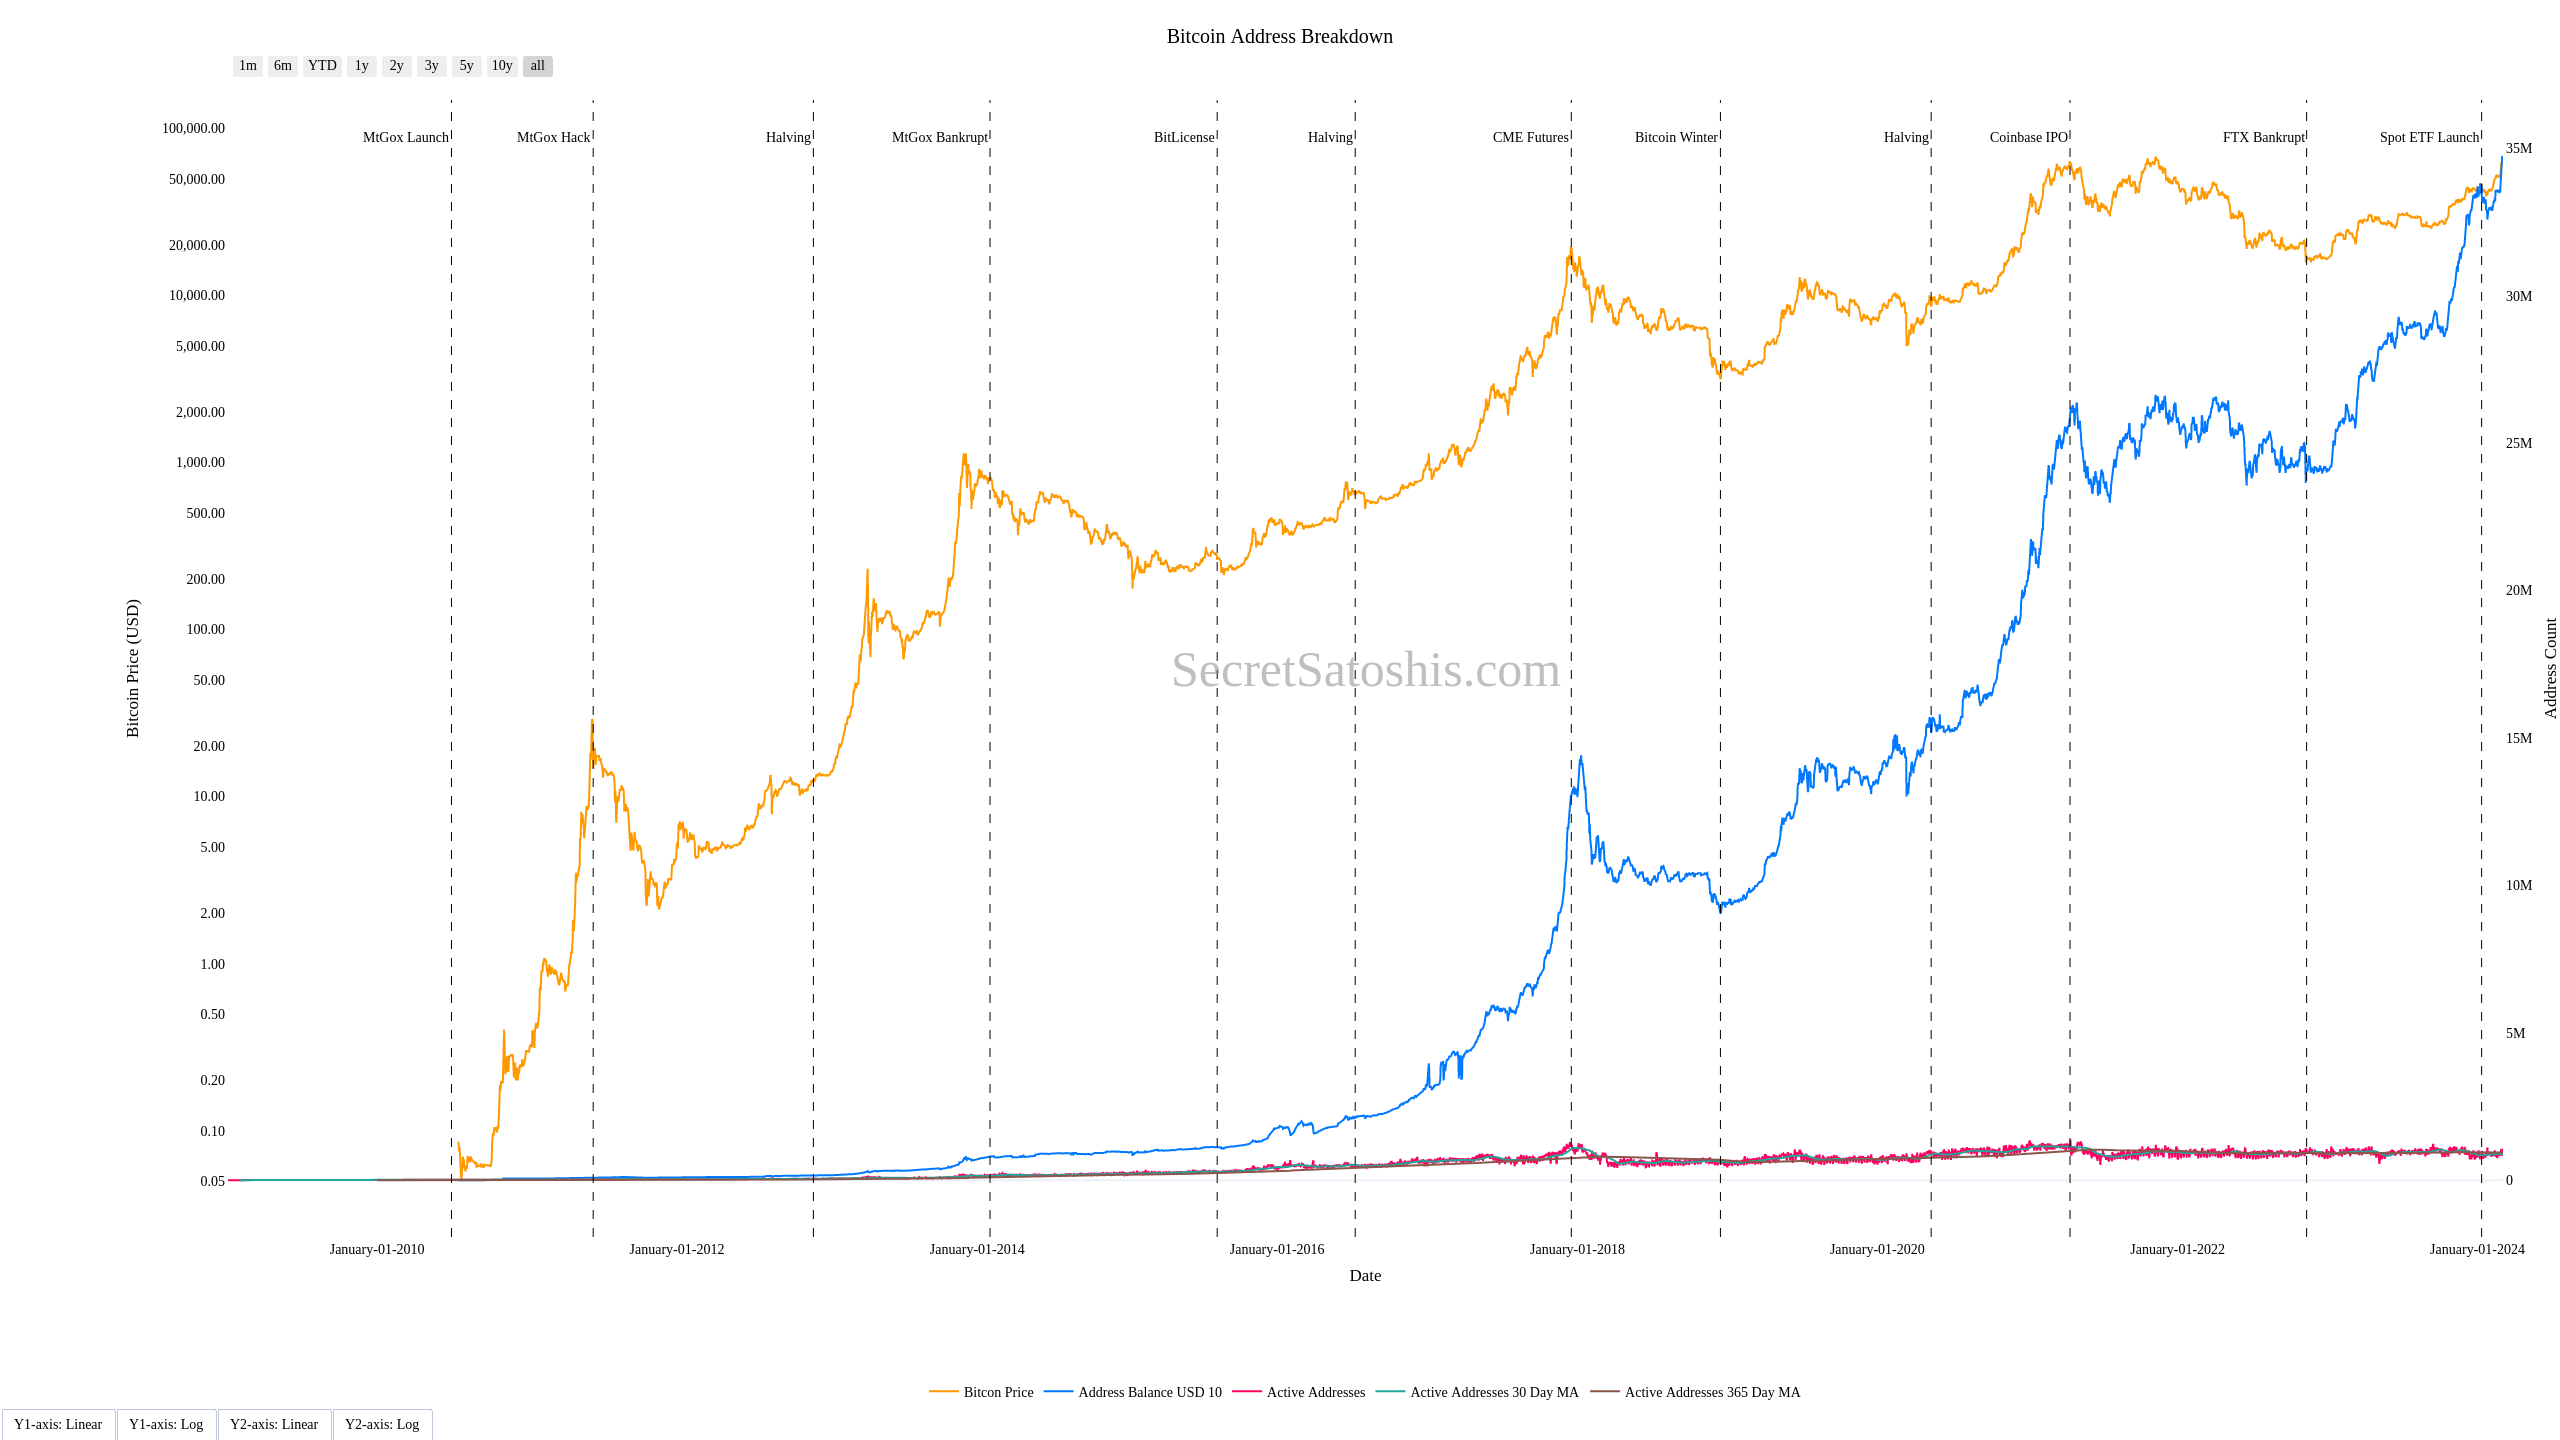 Bitcoin Address Breakdown
1m 6m YTD 1y 2y 3y 5y 10y all
MtGox Launch MtGox Hack Halving MtGox Bankrupt BitLicense Halving CME Futures Bitcoin Winter Halving Coinbase IPO FTX Bankrupt Spot ETF Launch
100,000.00
50,000.00
20,000.00
10,000.00
5,000.00
2,000.00
1,000.00
500.00
200.00
100.00
50.00
20.00
10.00
5.00
2.00
1.00
0.50
0.20
0.10
0.05
Bitcoin Price (USD)
SecretSatoshis.com
35M
30M
25M
20M
15M
10M
5M
0
Address Count
January-01-2010 January-01-2012 January-01-2014 January-01-2016 January-01-2018 January-01-2020 January-01-2022 January-01-2024
Date
Bitcon Price Address Balance USD 10 Active Addresses Active Addresses 30 Day MA Active Addresses 365 Day MA
Y1-axis: Linear Y1-axis: Log Y2-axis: Linear Y2-axis: Log